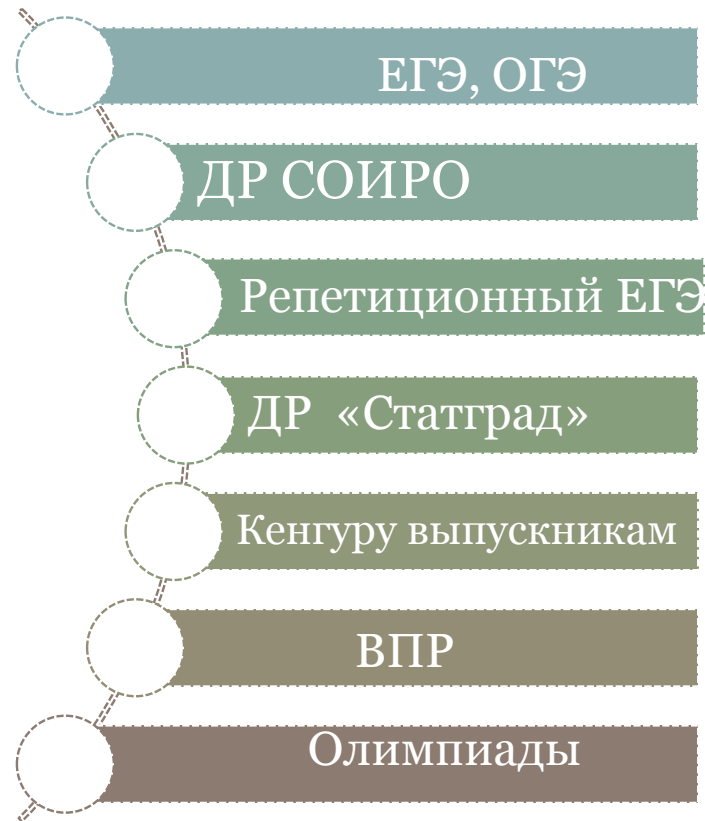 ЕГЭ, ОГЭ
ДР СОИРО
Репетиционный ЕГЭ
ДР «Статград»
Кенгуру выпускникам
ВПР
Олимпиады